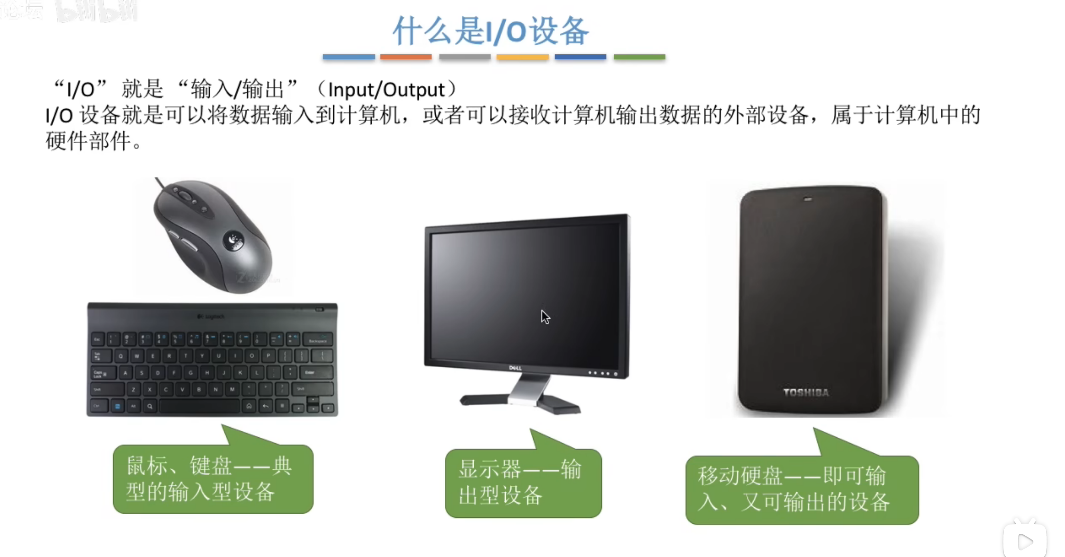 bilibili
什么是I/O设备
“I/O” 就是 “输入/输出”（Input/Output）
I/O 设备就是可以将数据输入到计算机，或者可以接收计算机输出数据的外部设备，属于计算机中的
硬件部件。
Logitech
DELL
TOSHIBA
鼠标、键盘——典
型的输入型设备
显示器——输
出型设备
移动硬盘——即可输
入、又可输出的设备